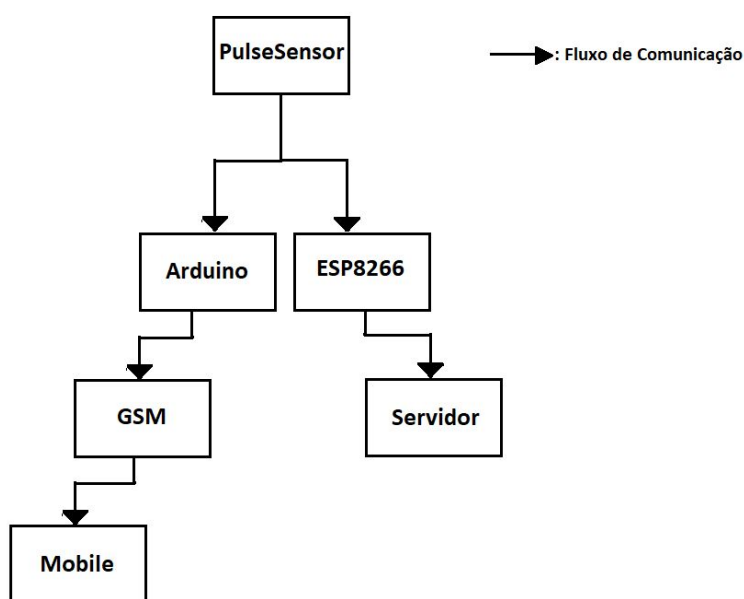 PulseSensor
: Fluxo de Comunicação
Arduino
ESP8266
GSM
Servidor
Mobile